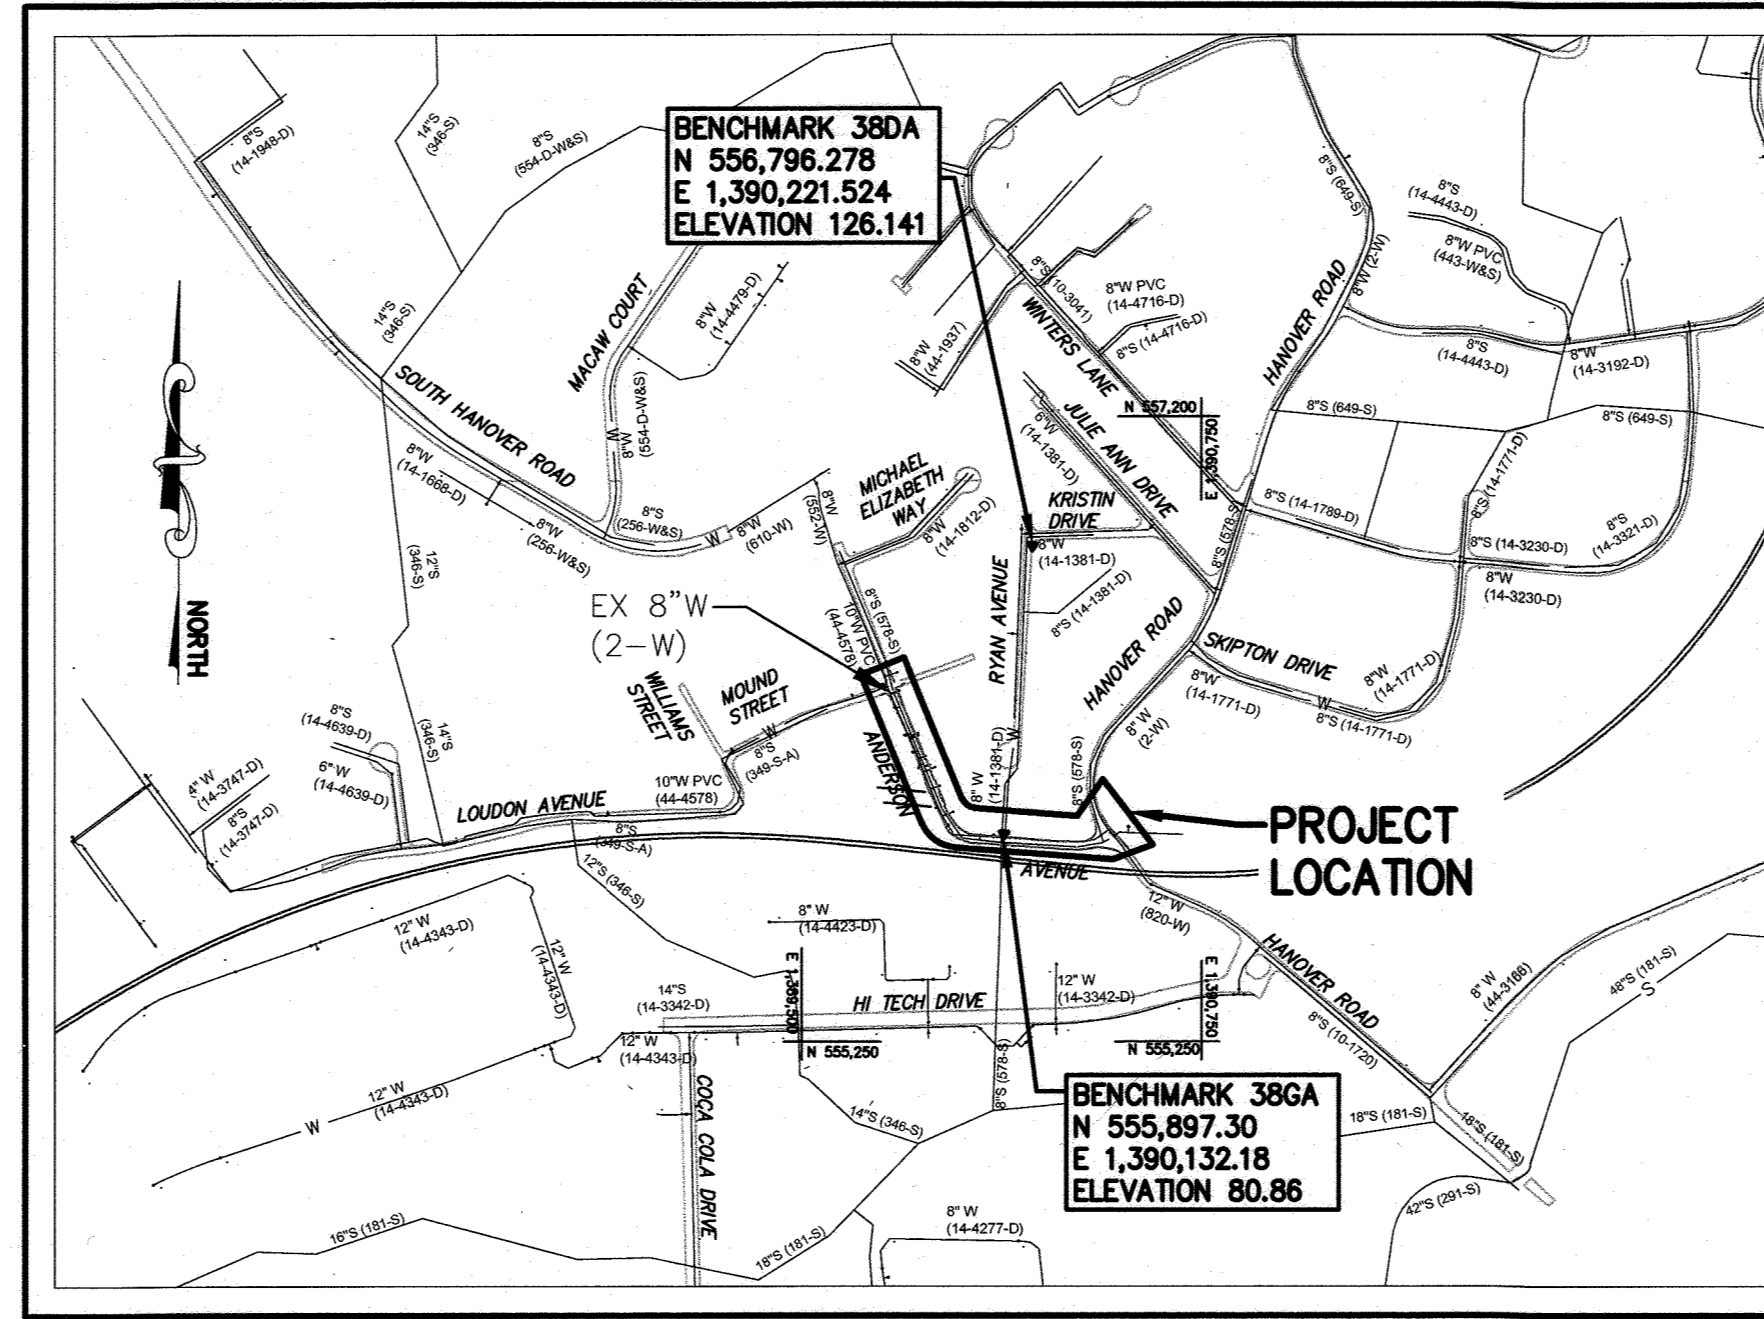 8"S
(14-1948-D)
14"S
(346-S)
8"S
(554-D-W&S)
BENCHMARK 38DA
N 556,796.278
E 1,390,221.524
ELEVATION 126.141
8"S (649-S)
8"S
(14-4443-D)
8"W PVC
(443-W&S)
8"W (2-W)
8"S (10-3041)
8"W PVC
(14-4716-D)
8"S (14-4716-D)
WINTERS LANE
HANOVER ROAD
8"W
(44-1937)
8"S
(14-4443-D)
8"W
(14-3192-D)
14"S
(346-S)
MACAW COURT
8"W
(14-4479-D)
SOUTH HANOVER ROAD
W
8"W
(554-D-W&S)
8"W
(14-1668-D)
8"W
(256-W&S)
8"S
(256-W&S)
W
8"W
(610-W)
8"W
(552-W)
MICHAEL
ELIZABETH
WAY
8"W
(14-1812-D)
N 557,200
E 1,390,750
JULIE ANN DRIVE
6"W
(14-1381-D)
KRISTIN
DRIVE
8"W
(14-1381-D)
8"S (14-1381-D)
8"S (649-S)
8"S (649-S)
8"S (14-1771-D)
8"S (14-1789-D)
8"S (578-S)
8"S (14-3230-D)
8"S
(14-3321-D)
8"W
(14-3230-D)
12"S
(346-S)
NORTH
EX 8"W
(2-W)
8"S (578-S)
10"W PVC
(44-4578)
RYAN AVENUE
HANOVER ROAD
SKIPTON DRIVE
8"W
(14-1771-D)
W
8"S (14-1771-D)
8"W
(14-1771-D)
8" W
(2-W)
WILLIAMS
STREET
MOUND
STREET
W
8"S
(349-S-A)
8"S
(14-4639-D)
6" W
(14-4639-D)
14"S
(346-S)
4" W
(14-3747-D)
8"S
(14-3747-D)
LOUDON AVENUE
10"W PVC
(44-4578)
8"S
(349-S-A)
12"S (346-S)
ANDERSON
AVENUE
W
8" W
(14-1381-D)
8"S (578-S)
PROJECT
LOCATION
12" W
(820-W)
12" W
(14-4343-D)
12" W
(14-4343-D)
8" W
(14-4423-D)
E 1,389,500
N 555,250
14"S
(14-3342-D)
HI TECH DRIVE
12" W
(14-3342-D)
E 1,390,750
N 555,250
HANOVER ROAD
8"S (10-1720)
8" W
(44-3166)
48"S (181-S)
S
12" W
(14-4343-D)
12" W
(14-4343-D)
W
COCA COLA DRIVE
14"S (346-S)
8"S (578-S)
BENCHMARK 38GA
N 555,897.30
E 1,390,132.18
ELEVATION 80.86
18"S (181-S)
18"S (181-S)
42"S (291-S)
16"S (181-S)
18"S (181-S)
8" W
(14-4277-D)